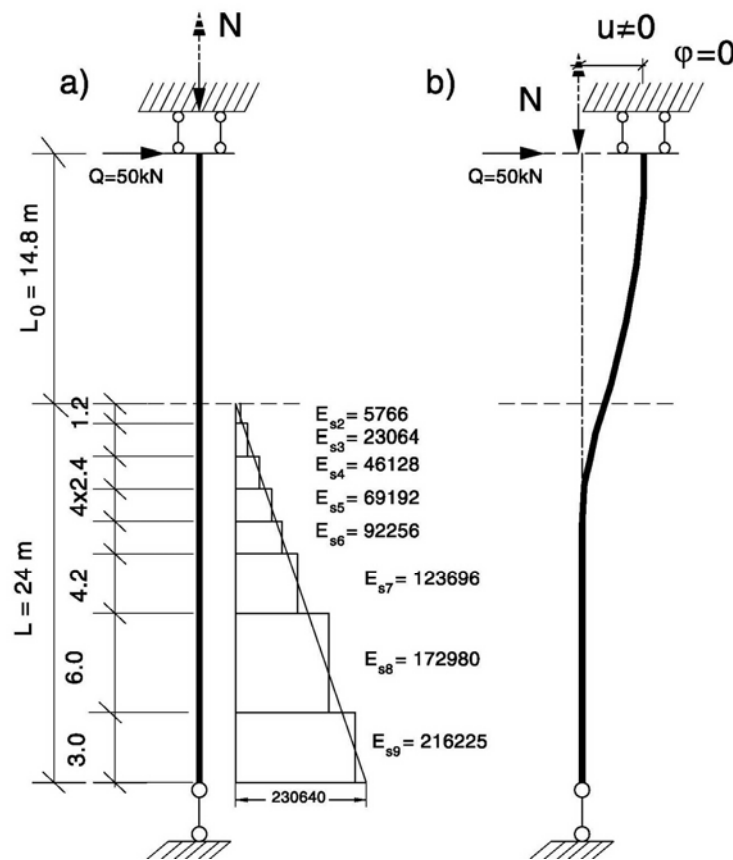 N
a)
Q=50kN
L₀ = 14.8 m
1.2
4x2.4
4.2
6.0
3.0
L = 24 m
Eₛ₂= 5766
Eₛ₃= 23064
Eₛ₄= 46128
Eₛ₅= 69192
Eₛ₆= 92256
Eₛ₇= 123696
Eₛ₈= 172980
Eₛ₉= 216225
230640
u≠0
φ=0
b)
N
Q=50kN